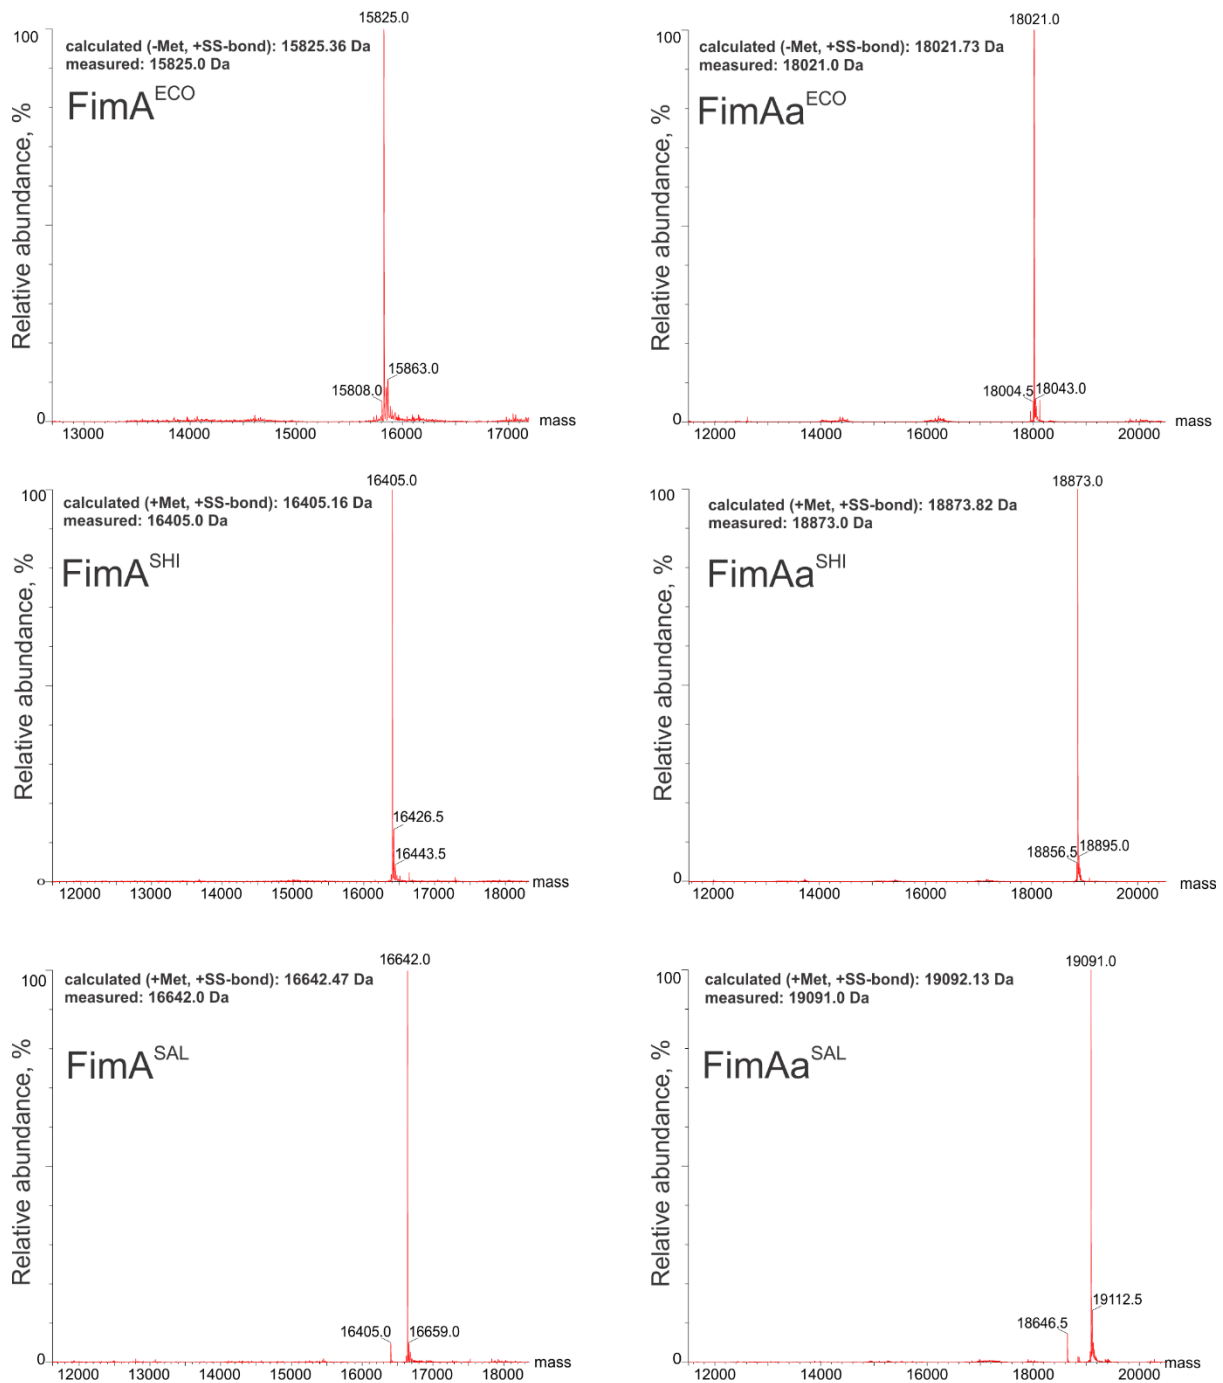 15825.0
100
calculated (-Met, +SS-bond): 15825.36 Da
measured: 15825.0 Da
FimA^ECO
Relative abundance, %
15863.0
15808.0
0
mass
13000 14000 15000 16000 17000
18021.0
100
calculated (-Met, +SS-bond): 18021.73 Da
measured: 18021.0 Da
FimAa^ECO
Relative abundance, %
18004.5 18043.0
0
mass
12000 14000 16000 18000 20000
16405.0
100
calculated (+Met, +SS-bond): 16405.16 Da
measured: 16405.0 Da
FimA^SHI
Relative abundance, %
16426.5
16443.5
0
mass
12000 13000 14000 15000 16000 17000 18000
18873.0
100
calculated (+Met, +SS-bond): 18873.82 Da
measured: 18873.0 Da
FimAa^SHI
Relative abundance, %
18856.5 18895.0
0
mass
12000 14000 16000 18000 20000
16642.0
100
calculated (+Met, +SS-bond): 16642.47 Da
measured: 16642.0 Da
FimA^SAL
Relative abundance, %
16405.0 16659.0
0
mass
12000 13000 14000 15000 16000 17000 18000
19091.0
100
calculated (+Met, +SS-bond): 19092.13 Da
measured: 19091.0 Da
FimAa^SAL
Relative abundance, %
19112.5
18646.5
0
mass
12000 14000 16000 18000 20000